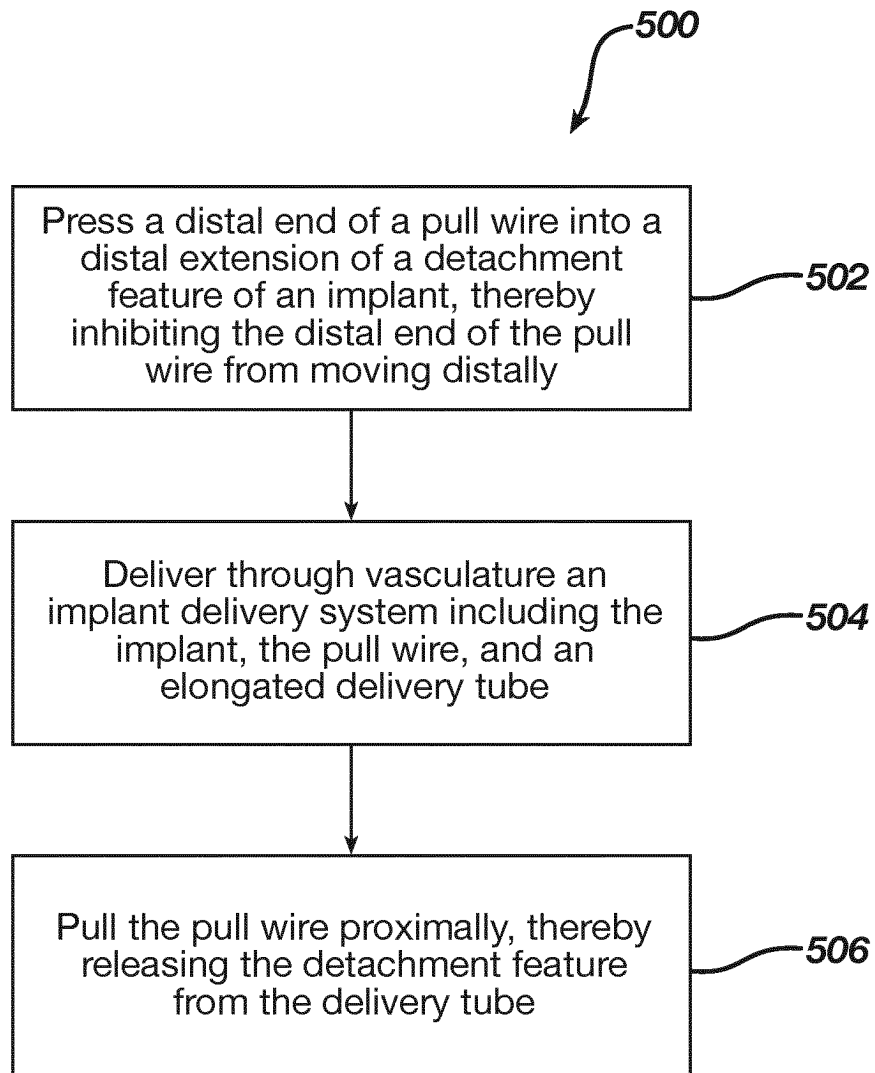 500
Press a distal end of a pull wire into a
distal extension of a detachment
feature of an implant, thereby
inhibiting the distal end of the pull
wire from moving distally
502
Deliver through vasculature an
implant delivery system including the
implant, the pull wire, and an
elongated delivery tube
504
Pull the pull wire proximally, thereby
releasing the detachment feature
from the delivery tube
506